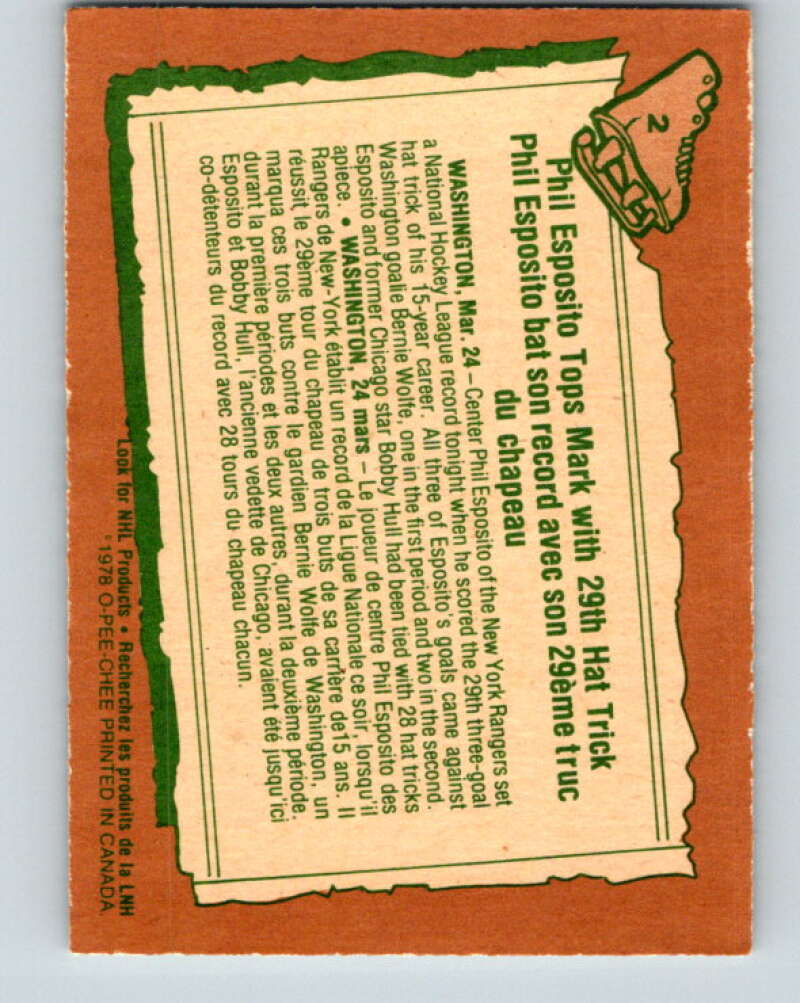 2
Phil Esposito Tops Mark with 29th Hat Trick
Phil Esposito bat son record avec son 29ème truc
du chapeau
WASHINGTON, Mar. 24 – Center Phil Esposito of the New York Rangers set
a National Hockey League record tonight when he scored the 29th three-goal
hat trick of his 15-year career. All three of Esposito's goals came against
Washington goalie Bernie Wolfe, one in the first period and two in the second.
Esposito and former Chicago star Bobby Hull had been tied with 28 hat tricks
apiece. • WASHINGTON, 24 mars – Le joueur de centre Phil Esposito des
Rangers de New-York établit un record de la Ligue Nationale ce soir, lorsqu'il
réussit le 29ème tour du chapeau de trois buts de sa carrière de15 ans. Il
marqua ces trois buts contre le gardien Bernie Wolfe de Washington, un
durant la première périodes et les deux autres, durant la deuxième période.
Esposito et Bobby Hull, l'ancienne vedette de Chicago, avaient été jusqu'ici
co-détenteurs du record avec 28 tours du chapeau chacun.
Look for NHL Products • Recherchez les produits de la LNH
©1978 O-PEE-CHEE PRINTED IN CANADA